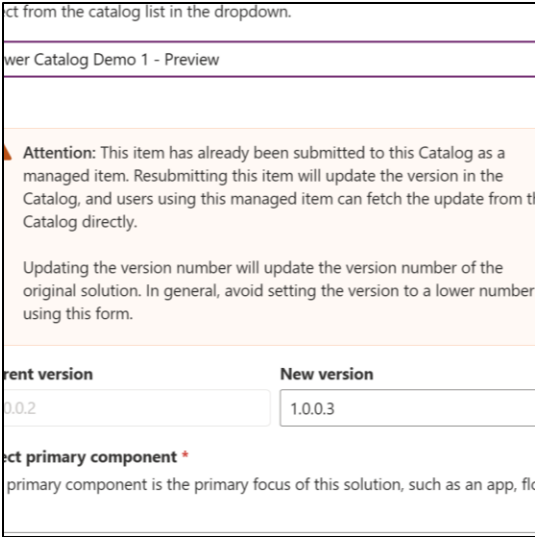 ct from the catalog list in the dropdown.
wer Catalog Demo 1 - Preview
Attention: This item has already been submitted to this Catalog as a
managed item. Resubmitting this item will update the version in the
Catalog, and users using this managed item can fetch the update from th
Catalog directly.
Updating the version number will update the version number of the
original solution. In general, avoid setting the version to a lower number
using this form.
rent version New version
0.0.2 1.0.0.3
ect primary component *
primary component is the primary focus of this solution, such as an app, flo